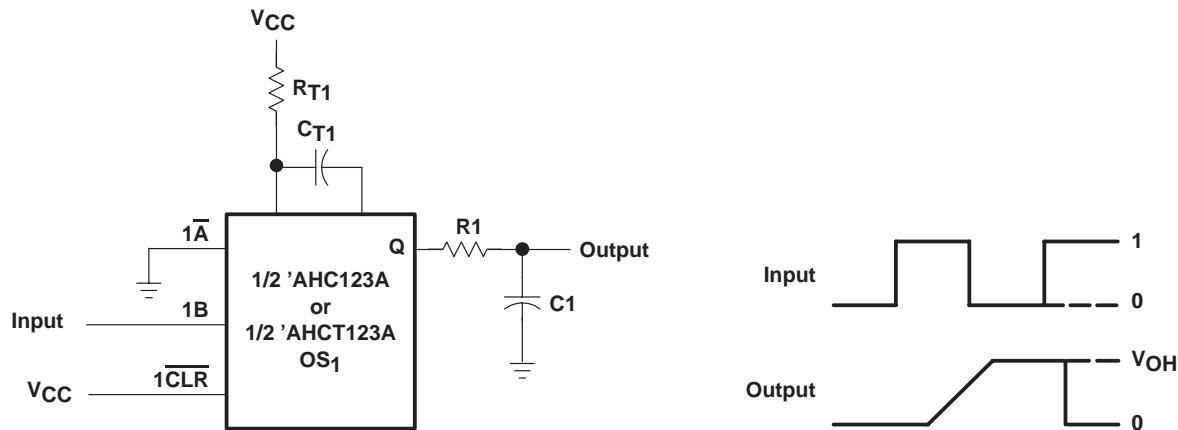 VCC
RT1
CT1
1A̅
Q
R1
Output
1/2 ’AHC123A
or
1/2 ’AHCT123A
OS1
Input
1B
C1
VCC
1C̅L̅R̅
Input
1
0
Output
VOH
0